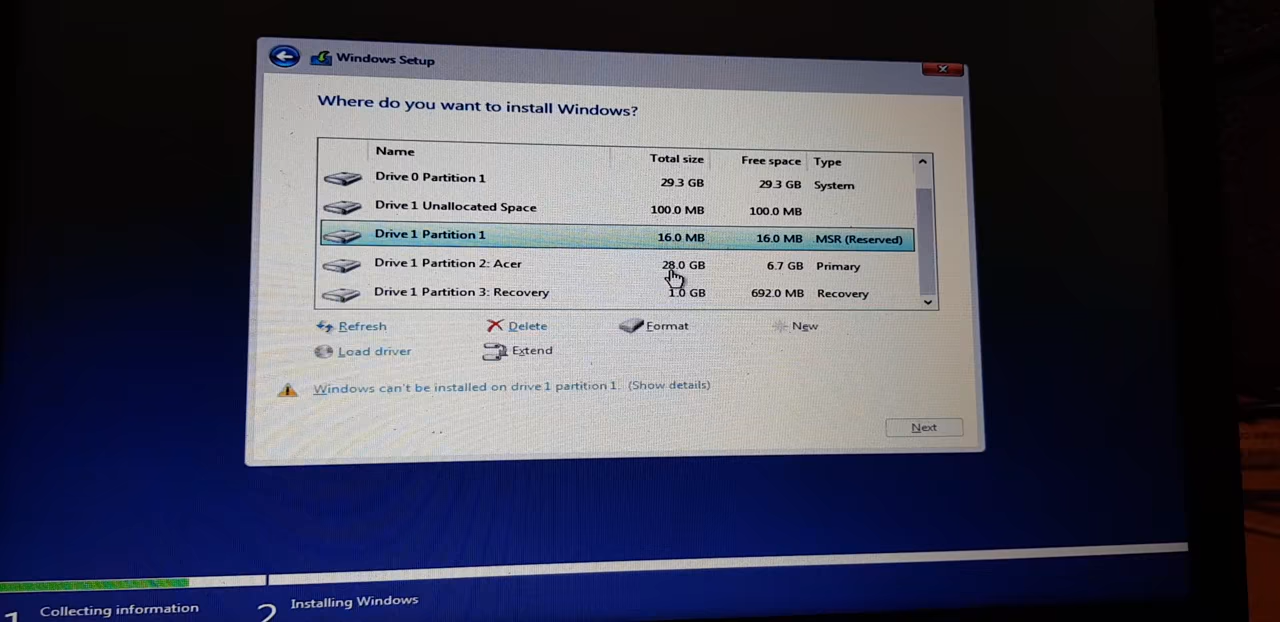 Windows Setup
Where do you want to install Windows?
Name Total size Free space Type
Drive 0 Partition 1 29.3 GB 29.3 GB System
Drive 1 Unallocated Space 100.0 MB 100.0 MB
Drive 1 Partition 1 16.0 MB 16.0 MB MSR (Reserved)
Drive 1 Partition 2: Acer 28.0 GB 6.7 GB Primary
Drive 1 Partition 3: Recovery 1.0 GB 692.0 MB Recovery
Refresh Delete Format New
Load driver Extend
Windows can't be installed on drive 1 partition 1. (Show details)
Next
1 Collecting information 2 Installing Windows